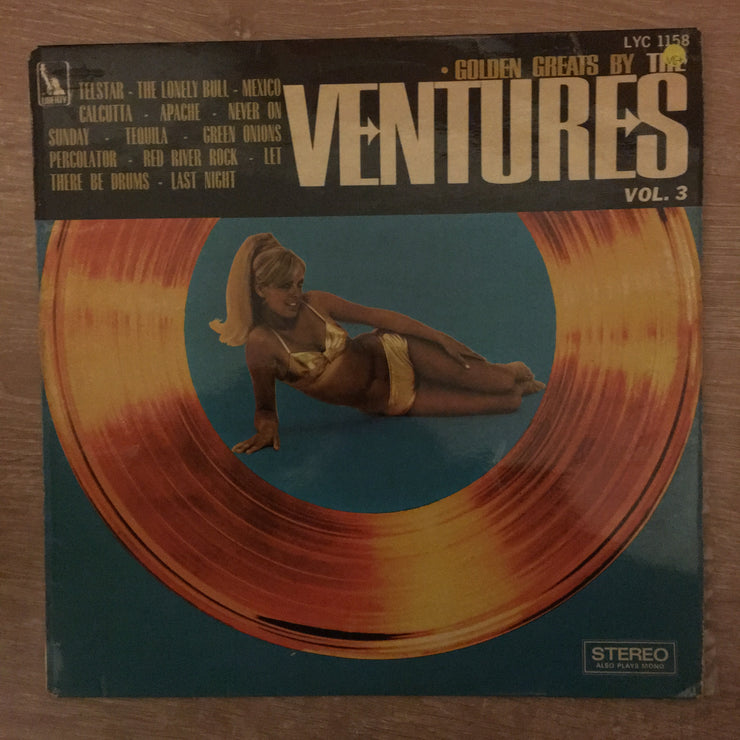 LYC 1158
• GOLDEN GREATS BY THE
VENTURES
VOL. 3
LIBERTY
TELSTAR - THE LONELY BULL - MEXICO
CALCUTTA - APACHE - NEVER ON
SUNDAY - TEQUILA - GREEN ONIONS
PERCOLATOR - RED RIVER ROCK - LET
THERE BE DRUMS - LAST NIGHT
STEREO
ALSO PLAYS MONO